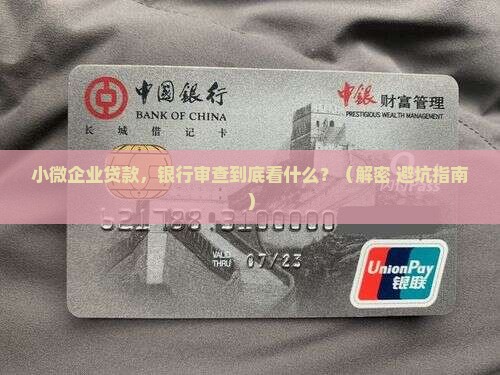 中国银行
BANK OF CHINA
长城借记卡
中银 财富管理
PRESTIGIOUS WEALTH MANAGEMENT
小微企业贷款，银行审查到底看什么？（解密 避坑指南
）
VALID
THRU
07/23
UnionPay
银联